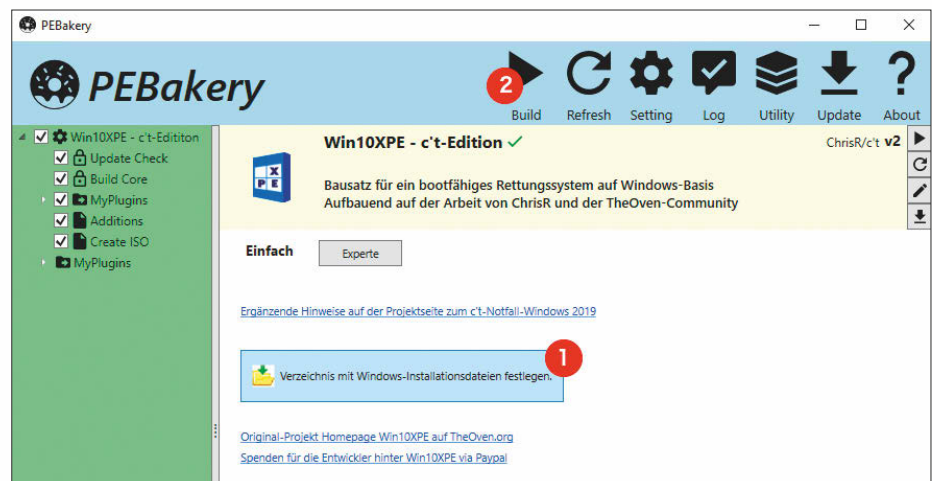 PEBakery
PEBakery
2
Build
Refresh
Setting
Log
Utility
Update
About
Win10XPE - c't-Edititon
Update Check
Build Core
MyPlugins
Additions
Create ISO
MyPlugins
X
P E
Win10XPE - c't-Edition
ChrisR/c't v2
Bausatz für ein bootfähiges Rettungssystem auf Windows-Basis
Aufbauend auf der Arbeit von ChrisR und der TheOven-Community
Einfach
Experte
Ergänzende Hinweise auf der Projektseite zum c't-Notfall-Windows 2019
1
Verzeichnis mit Windows-Installationsdateien festlegen.
Original-Projekt Homepage Win10XPE auf TheOven.org
Spenden für die Entwickler hinter Win10XPE via Paypal